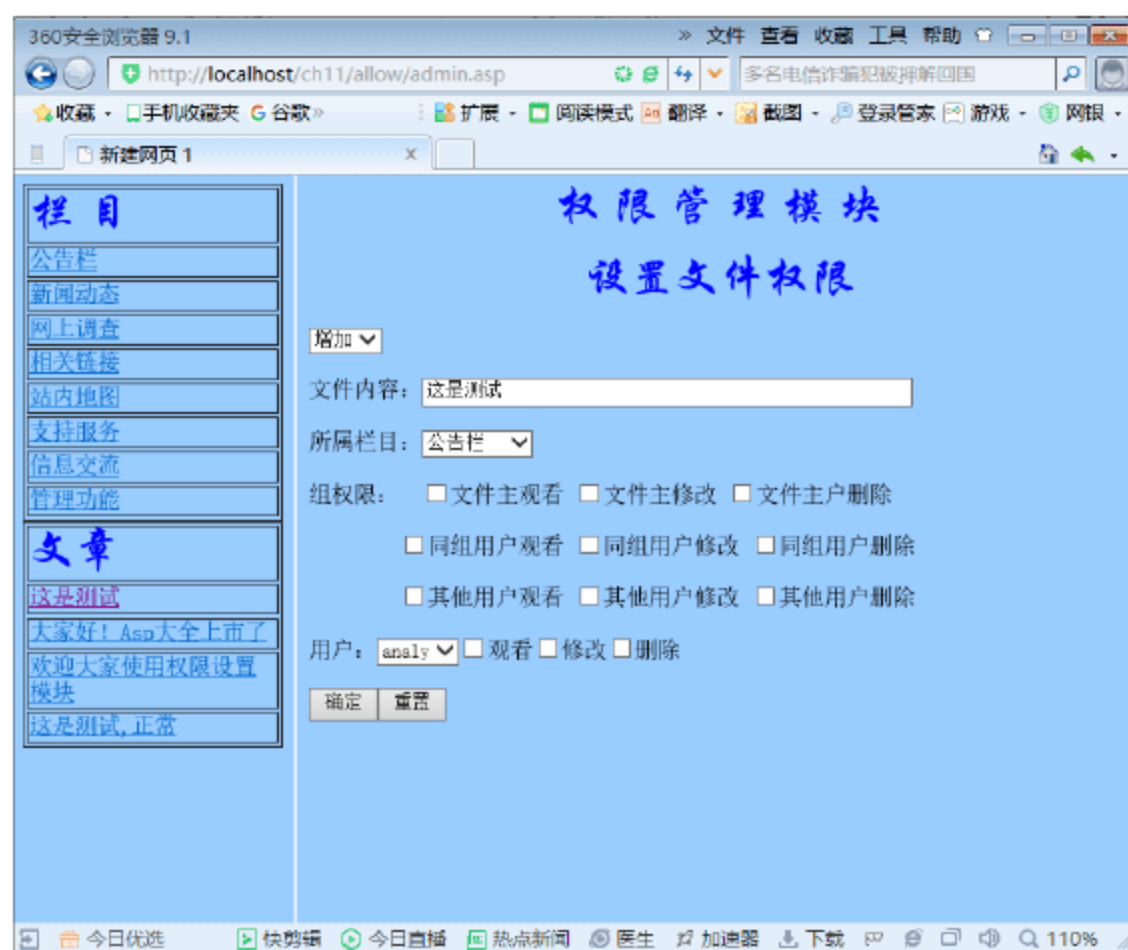 360安全浏览器 9.1 » 文件 查看 收藏 工具 帮助
http://localhost/ch11/allow/admin.asp 多名电信诈骗犯被押解回国
收藏 手机收藏夹 谷歌» 扩展 阅读模式 翻译 截图 登录管家 游戏 网银
新建网页 1 x
栏目
公告栏
新闻动态
网上调查
相关链接
站内地图
支持服务
信息交流
管理功能
文章
这是测试
大家好！Asp大全上市了
欢迎大家使用权限设置
模块
这是测试,正常
权限管理模块
设置文件权限
增加
文件内容：这是测试
所属栏目：公告栏
组权限： 文件主观看 文件主修改 文件主户删除
同组用户观看 同组用户修改 同组用户删除
其他用户观看 其他用户修改 其他用户删除
用户：analy 观看 修改 删除
确定 重置
今日优选 快剪辑 今日直播 热点新闻 医生 加速器 下载 110%